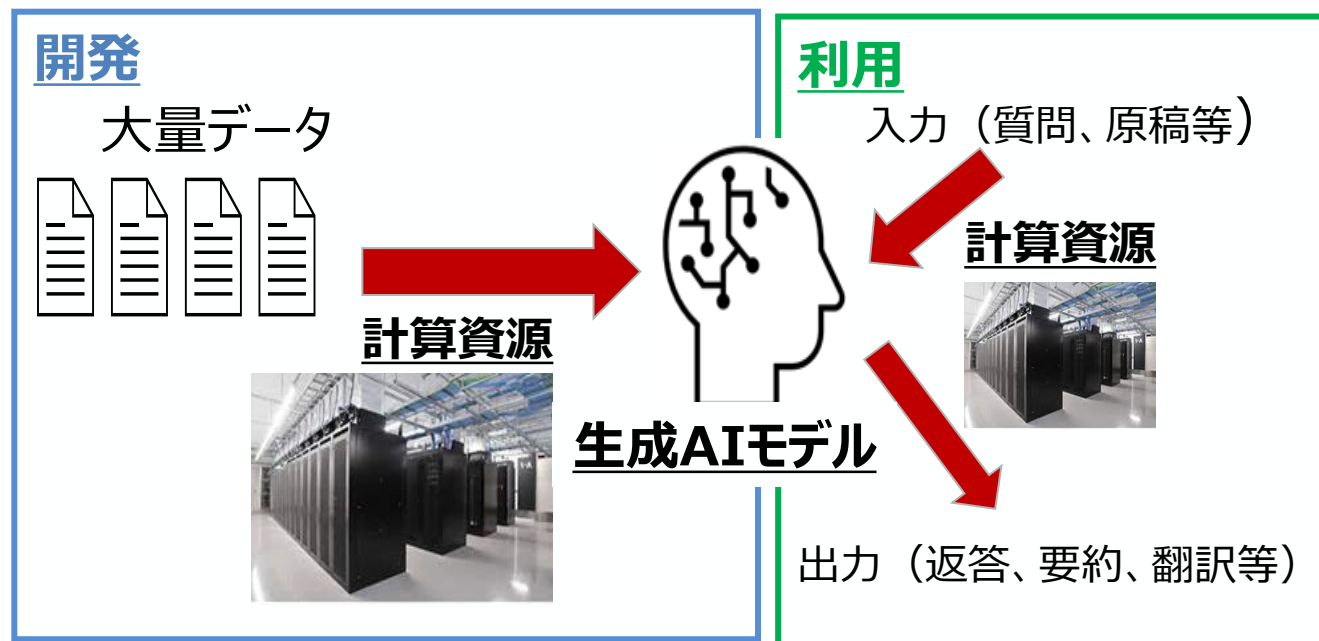 開発
大量データ
計算資源
生成AIモデル
利用
入力（質問、原稿等）
計算資源
出力（返答、要約、翻訳等）